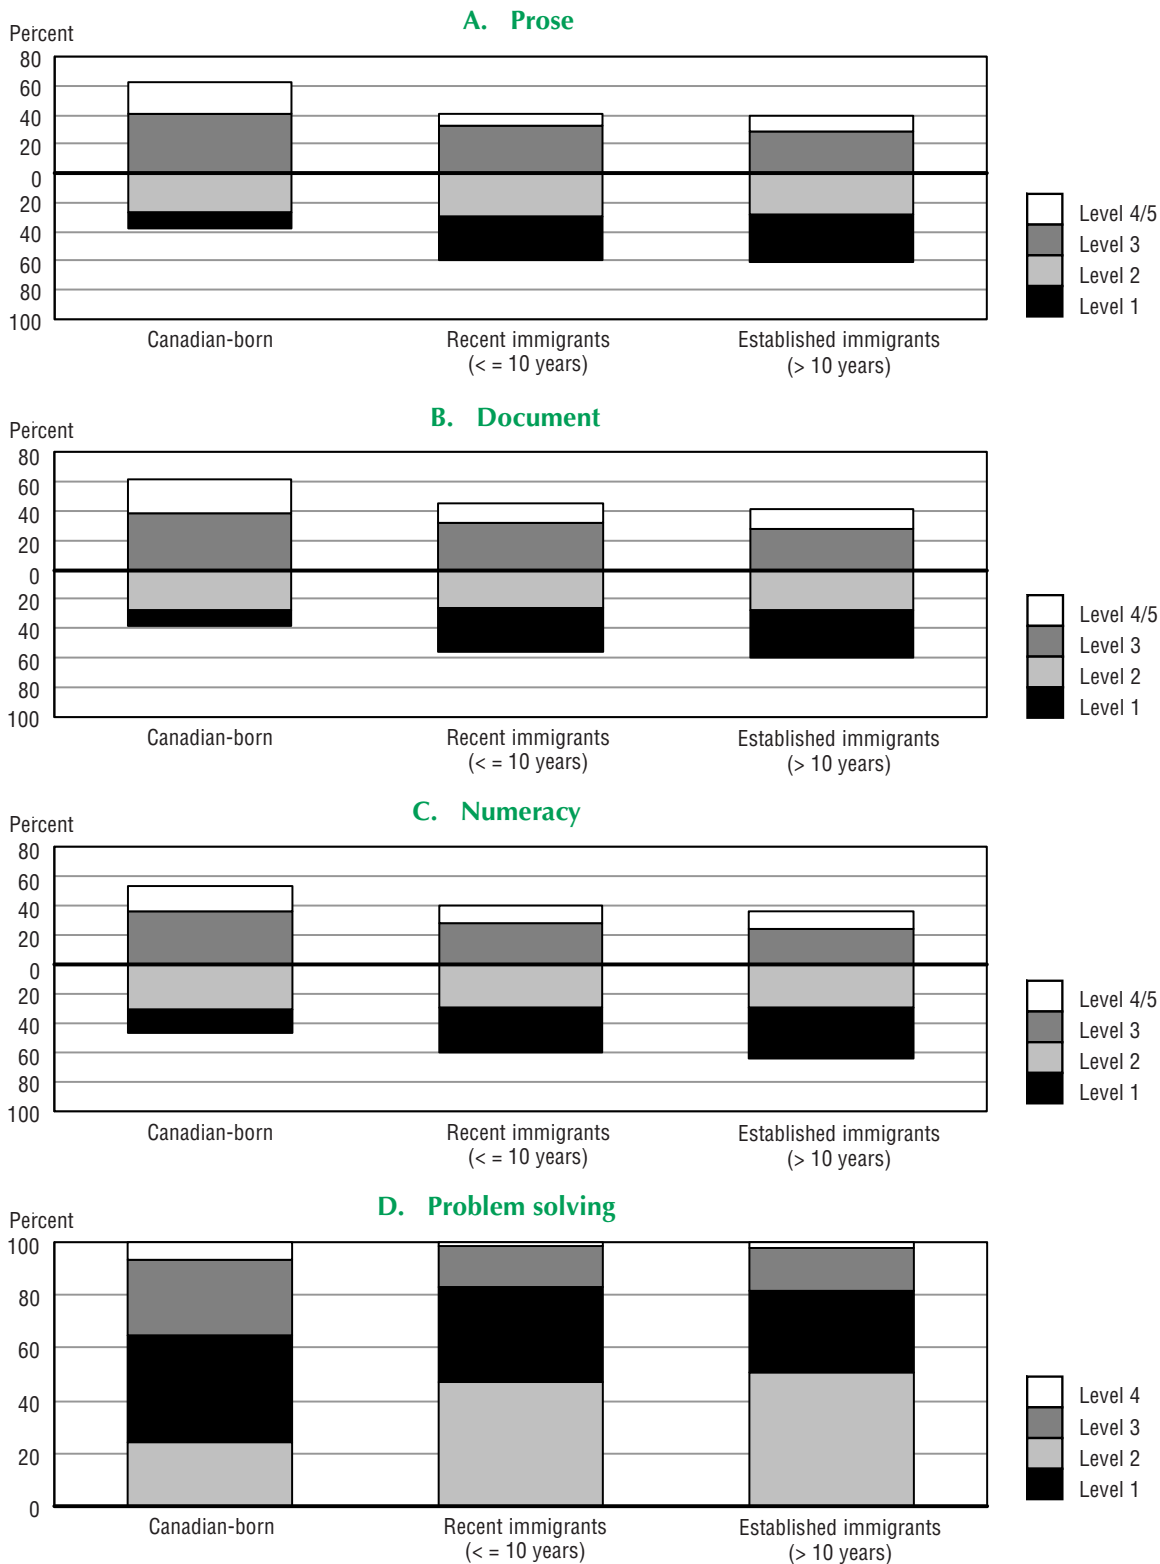 A. Prose
Percent
80
60
40
20
0
20
40
60
80
100
Canadian-born
Recent immigrants
(< = 10 years)
Established immigrants
(> 10 years)
Level 4/5
Level 3
Level 2
Level 1
B. Document
Percent
80
60
40
20
0
20
40
60
80
100
Canadian-born
Recent immigrants
(< = 10 years)
Established immigrants
(> 10 years)
Level 4/5
Level 3
Level 2
Level 1
C. Numeracy
Percent
80
60
40
20
0
20
40
60
80
100
Canadian-born
Recent immigrants
(< = 10 years)
Established immigrants
(> 10 years)
Level 4/5
Level 3
Level 2
Level 1
D. Problem solving
Percent
100
80
60
40
20
0
Canadian-born
Recent immigrants
(< = 10 years)
Established immigrants
(> 10 years)
Level 4
Level 3
Level 2
Level 1